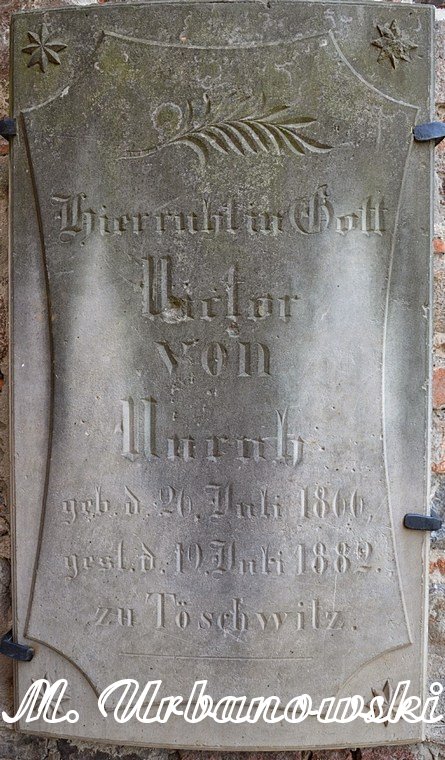 Hier ruht in Gott
Victor
von
Unruh
geb. d. 26. Juli 1866,
gest. d. 19. Juli 1882.
zu Töschwitz.
M. Urbanowski